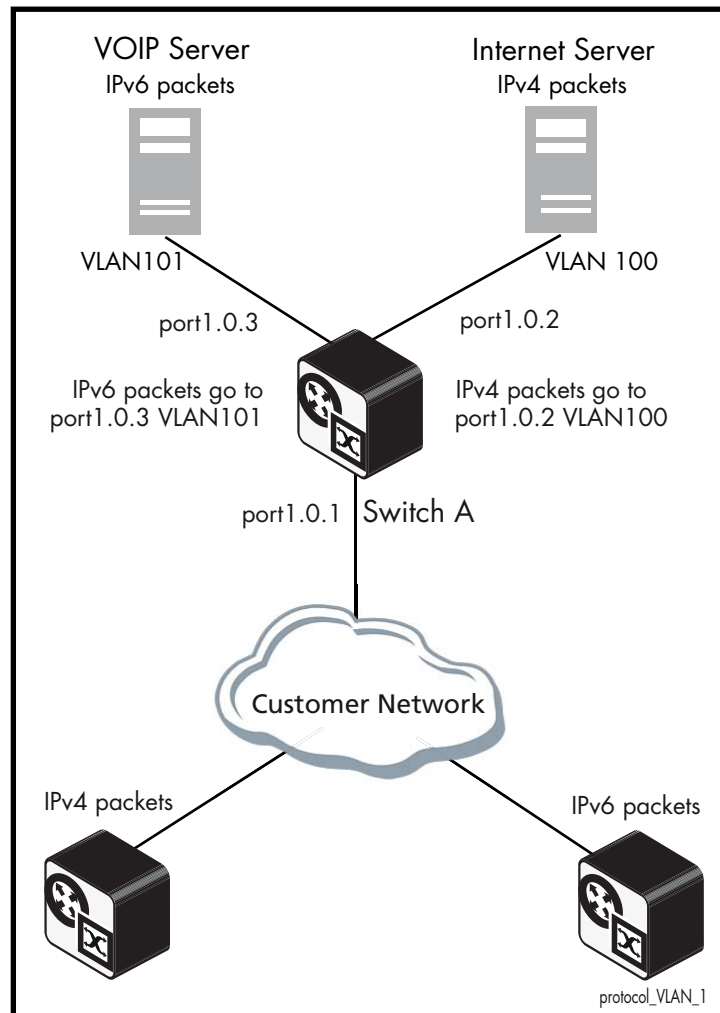 VOIP Server
IPv6 packets
Internet Server
IPv4 packets
VLAN101
VLAN 100
port1.0.3
port1.0.2
IPv6 packets go to
port1.0.3 VLAN101
IPv4 packets go to
port1.0.2 VLAN100
port1.0.1
Switch A
Customer Network
IPv4 packets
IPv6 packets
protocol_VLAN_1